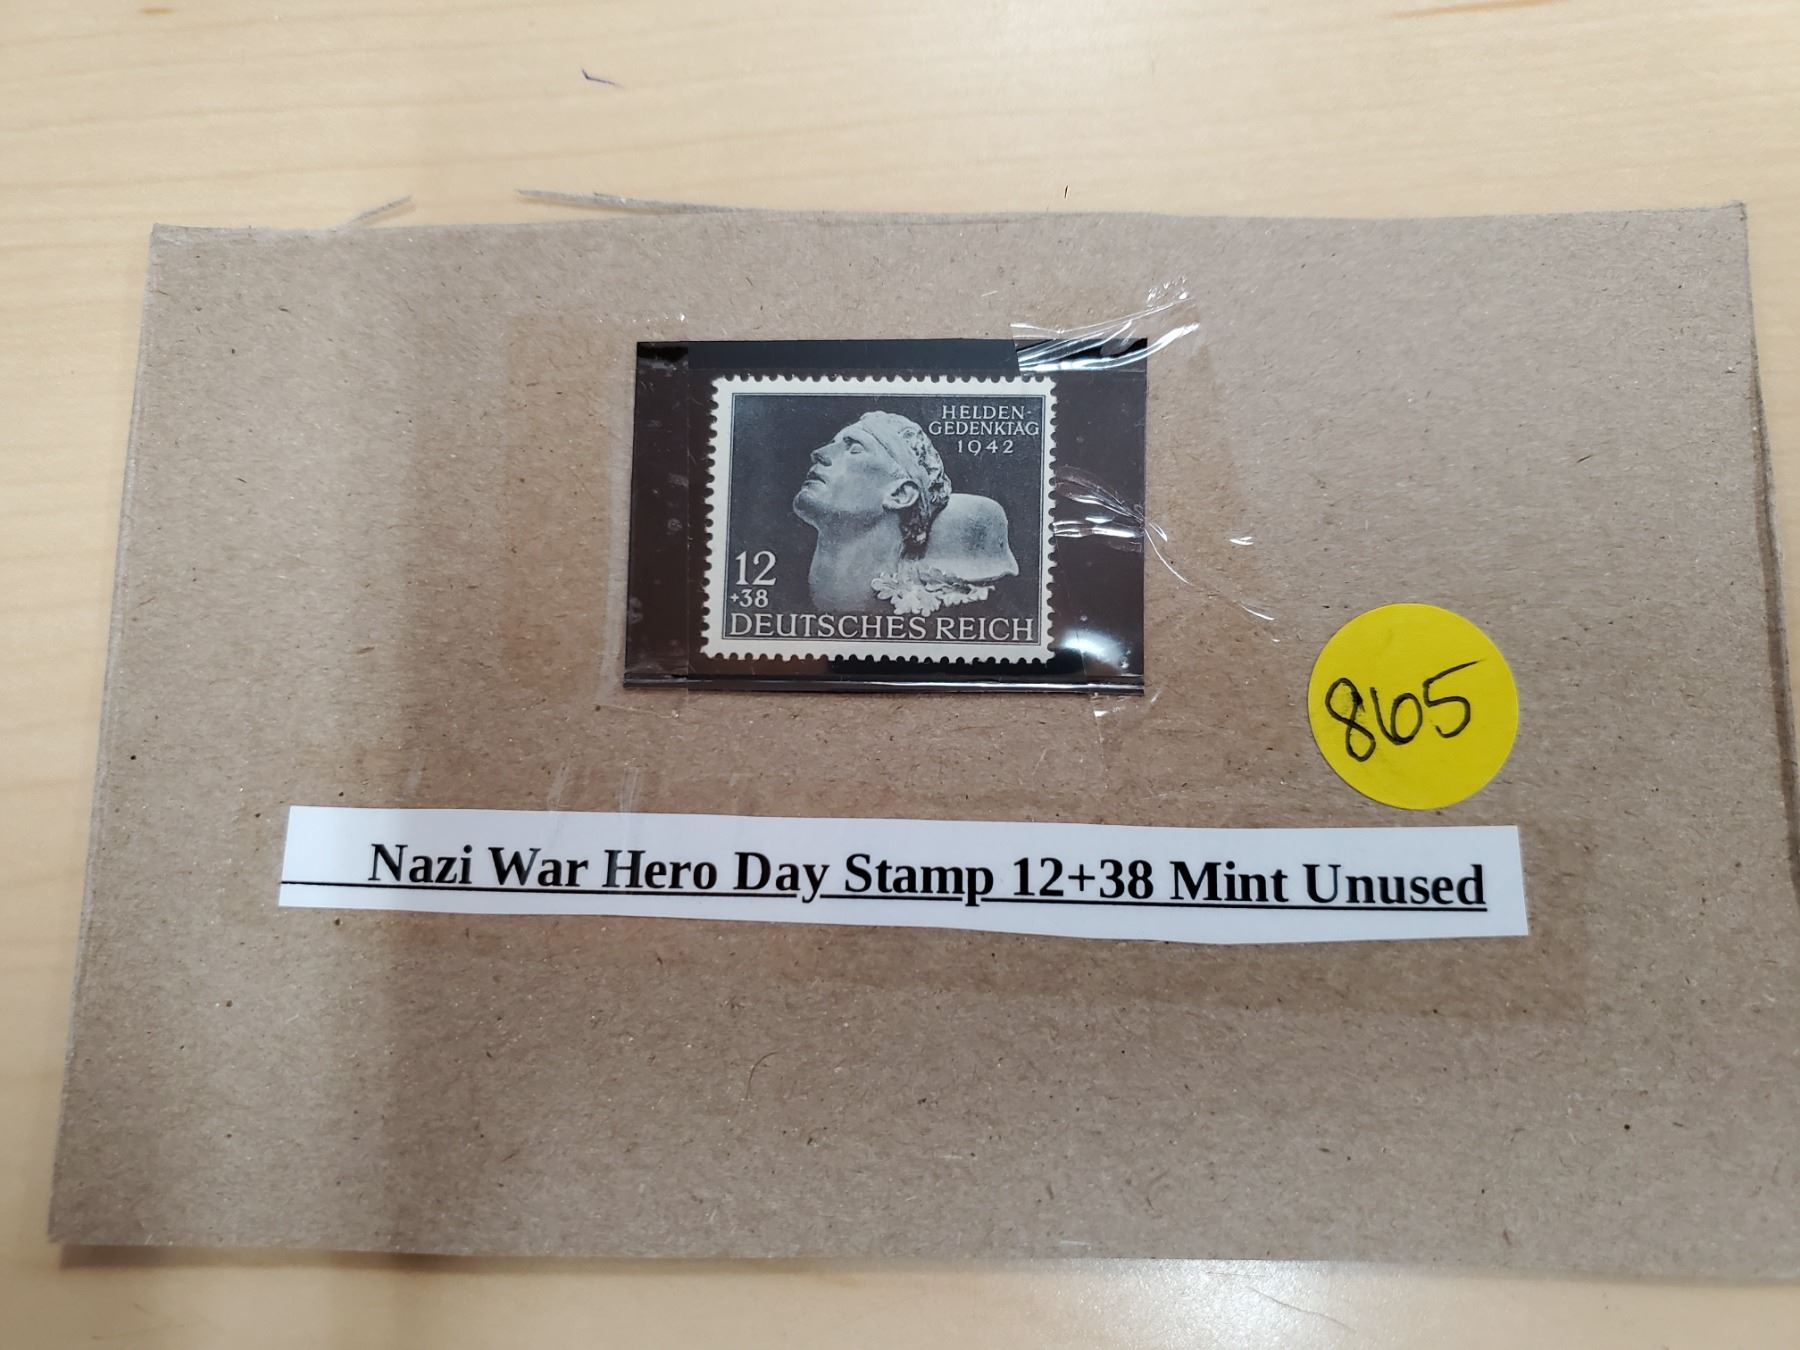 HELDEN-
GEDENKTAG
1942
12
+38
DEUTSCHES REICH
865
Nazi War Hero Day Stamp 12+38 Mint Unused